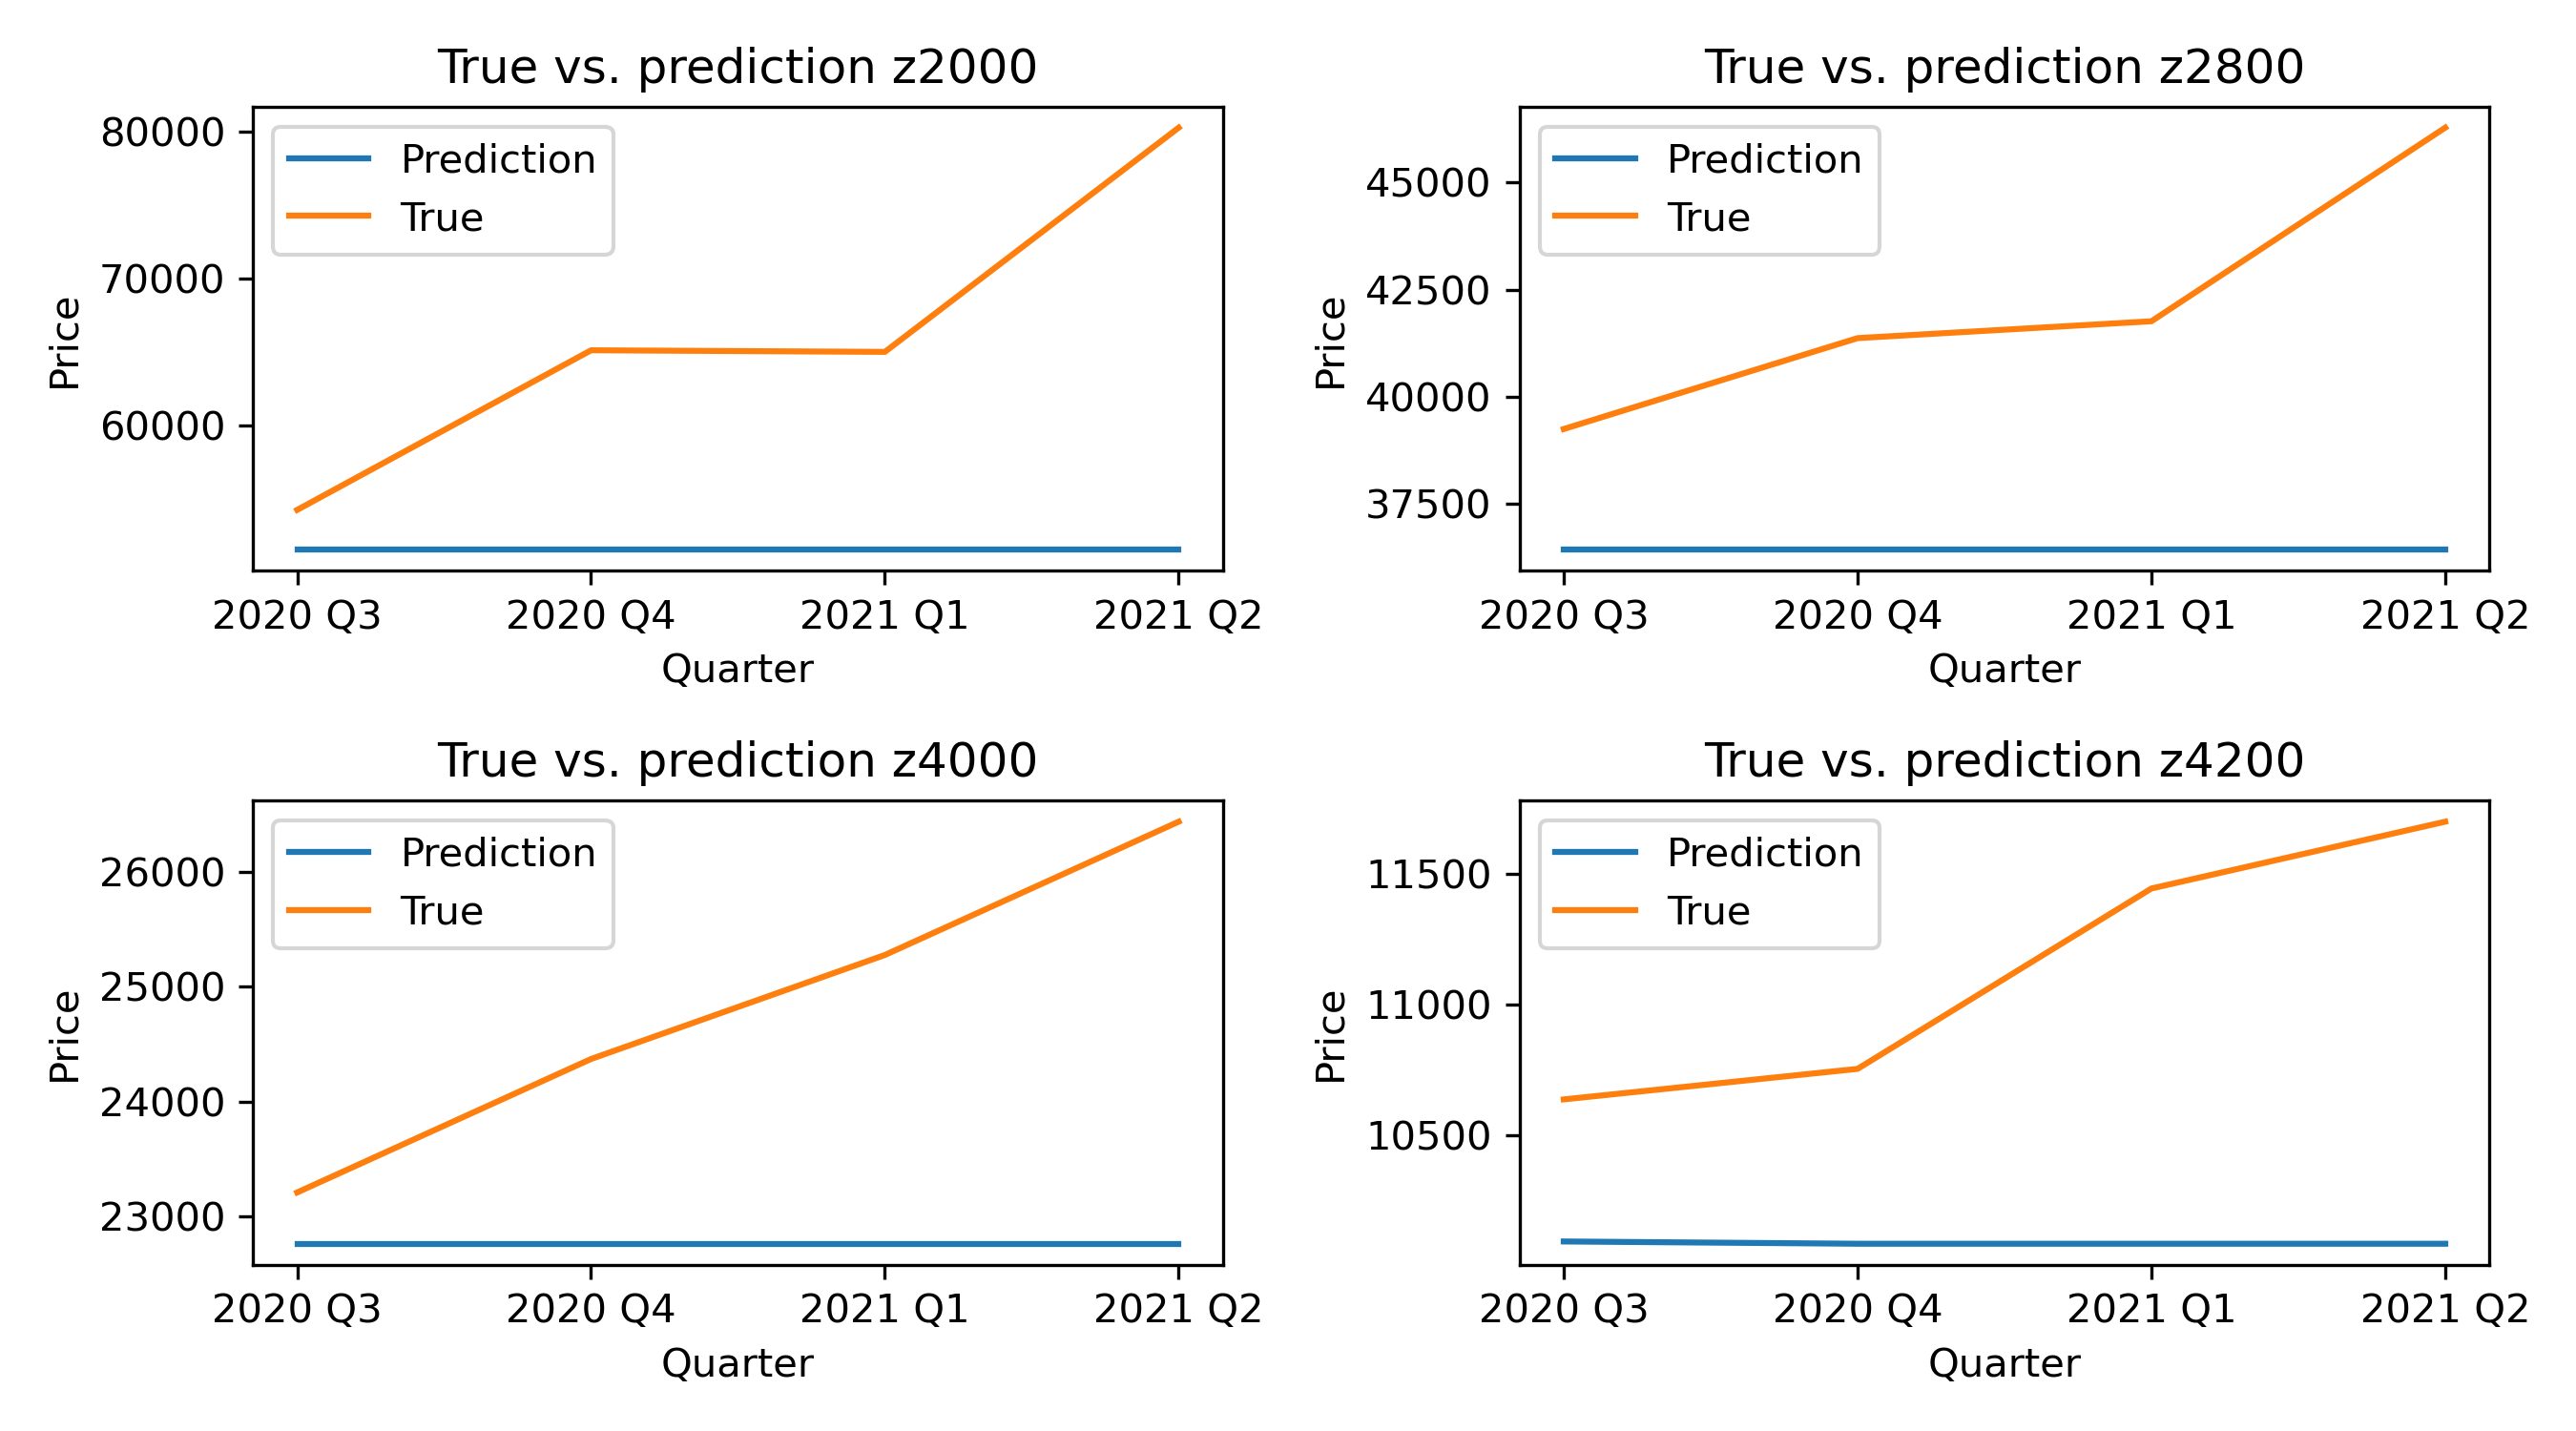 True vs. prediction z2000
80000
70000
60000
Price
Prediction
True
2020 Q3 2020 Q4 2021 Q1 2021 Q2
Quarter
True vs. prediction z2800
45000
42500
40000
37500
Price
Prediction
True
2020 Q3 2020 Q4 2021 Q1 2021 Q2
Quarter
True vs. prediction z4000
26000
25000
24000
23000
Price
Prediction
True
2020 Q3 2020 Q4 2021 Q1 2021 Q2
Quarter
True vs. prediction z4200
11500
11000
10500
Price
Prediction
True
2020 Q3 2020 Q4 2021 Q1 2021 Q2
Quarter